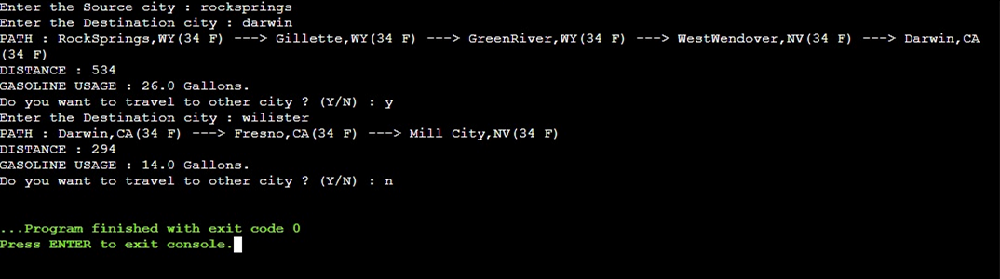 Enter the Source city : rocksprings
Enter the Destination city : darwin
PATH : RockSprings,WY(34 F) ---> Gillette,WY(34 F) ---> GreenRiver,WY(34 F) ---> WestWendover,NV(34 F) ---> Darwin,CA
(34 F)
DISTANCE : 534
GASOLINE USAGE : 26.0 Gallons.
Do you want to travel to other city ? (Y/N) : y
Enter the Destination city : wilister
PATH : Darwin,CA(34 F) ---> Fresno,CA(34 F) ---> Mill City,NV(34 F)
DISTANCE : 294
GASOLINE USAGE : 14.0 Gallons.
Do you want to travel to other city ? (Y/N) : n
...Program finished with exit code 0
Press ENTER to exit console.